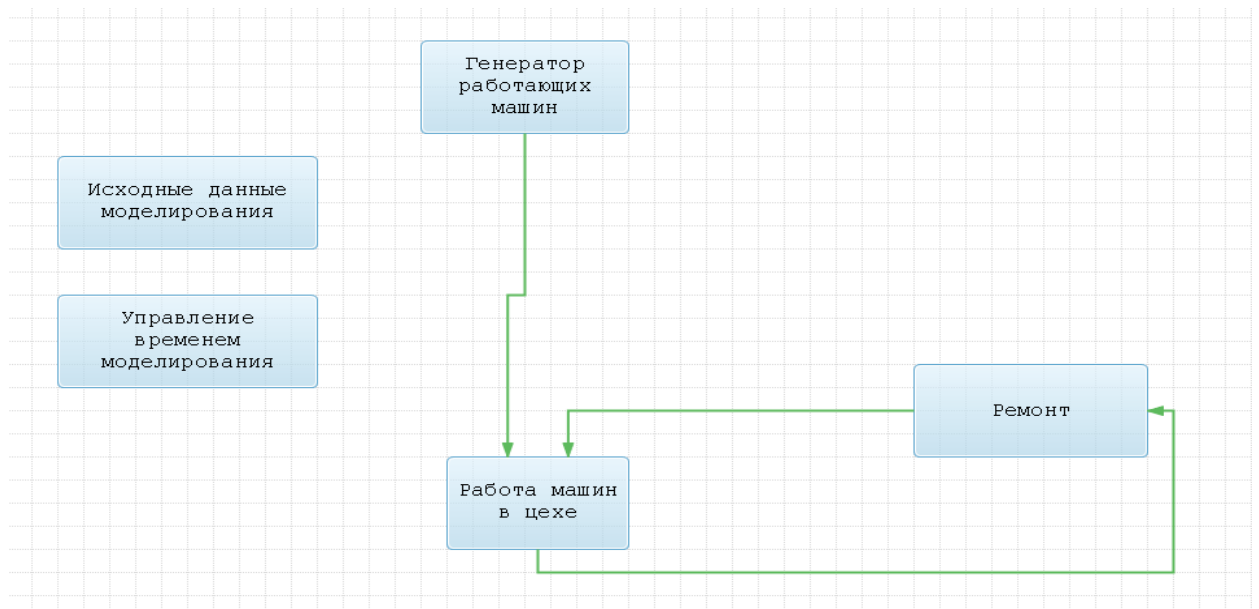 Генератор
работающих
машин
Исходные данные
моделирования
Управление
временем
моделирования
Ремонт
Работа машин
в цехе